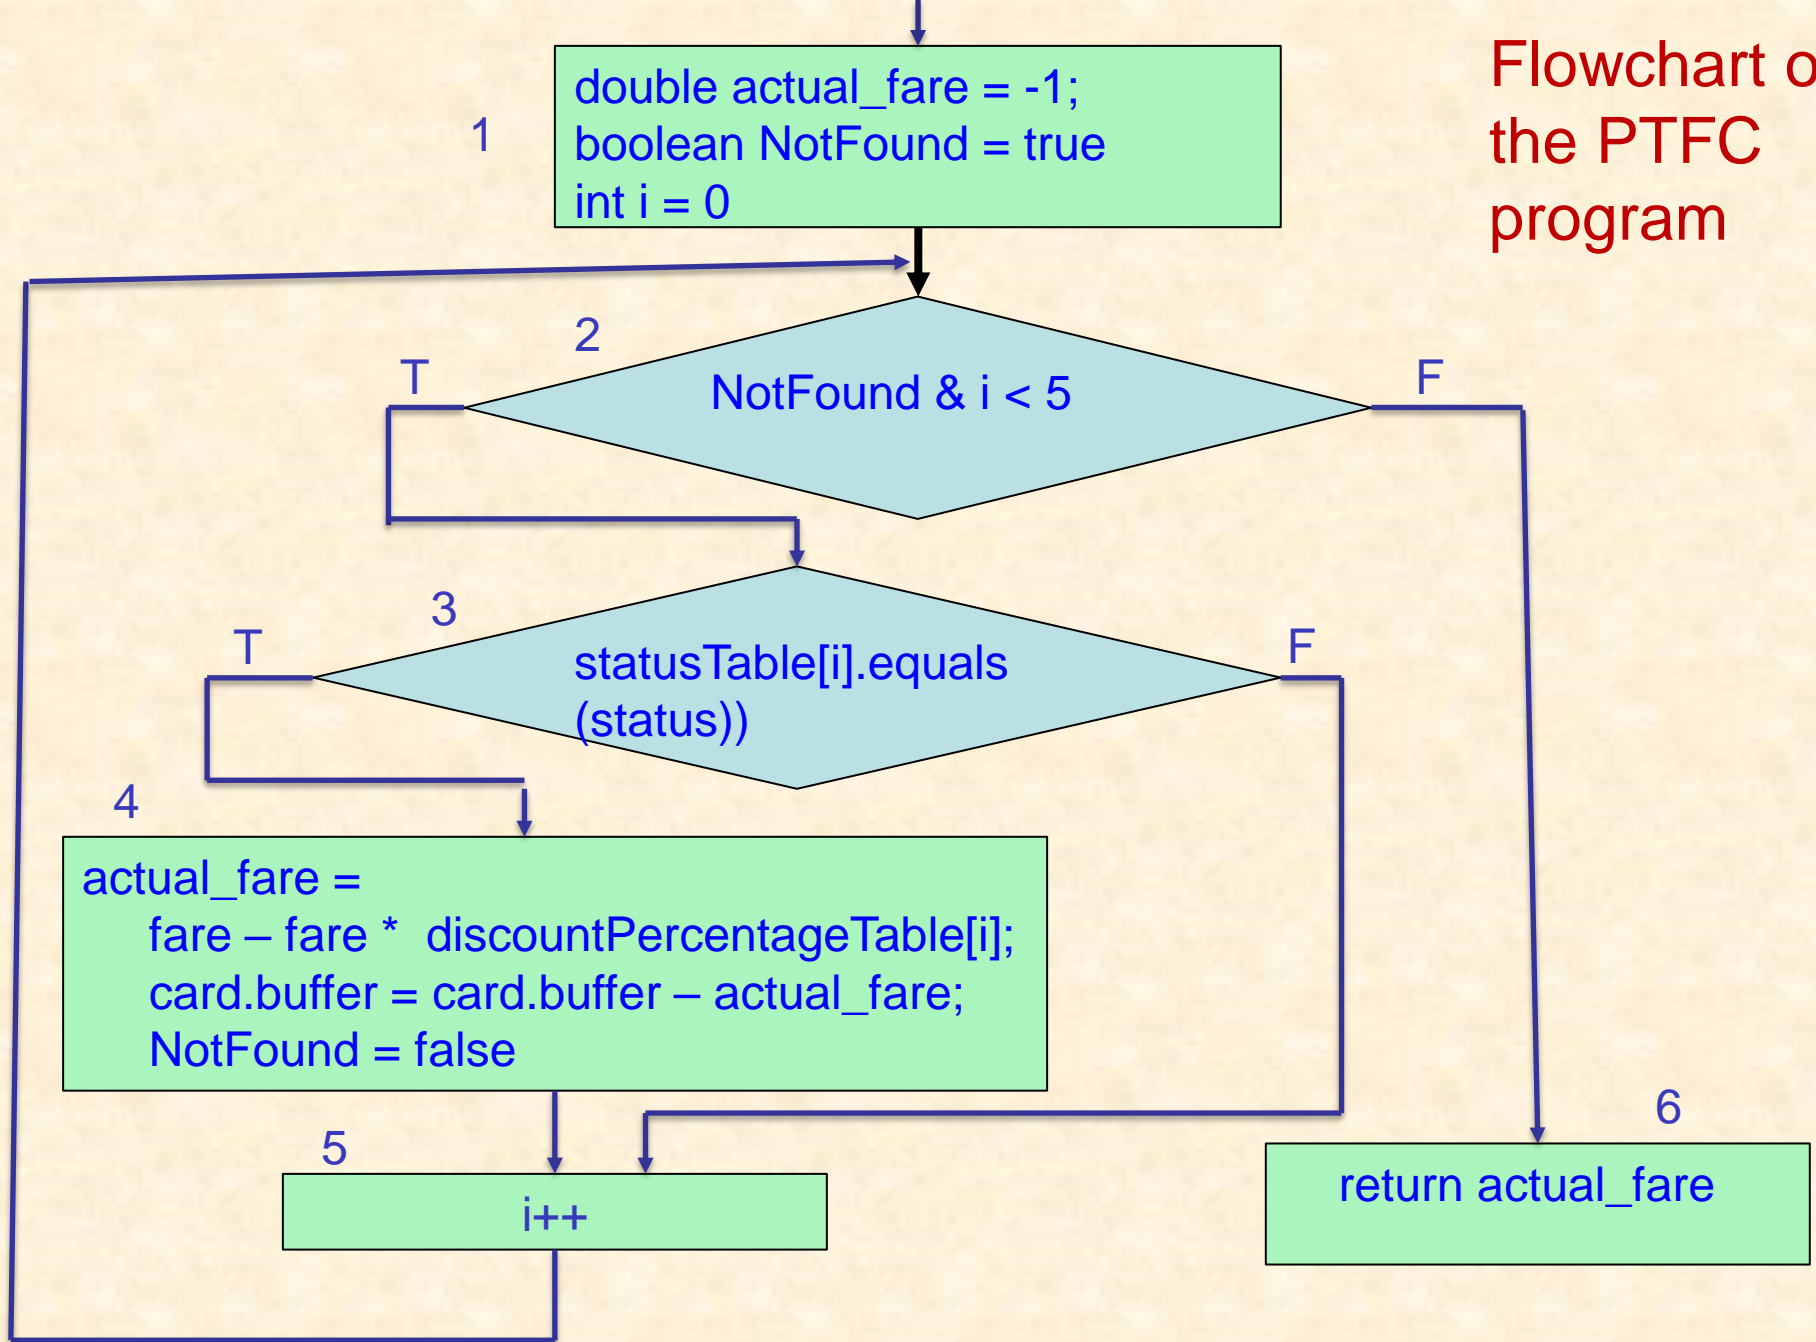 Flowchart o
the PTFC
program
1
double actual_fare = -1;
boolean NotFound = true
int i = 0
2
T
NotFound & i < 5
F
3
T
statusTable[i].equals
(status))
F
4
actual_fare =
fare – fare * discountPercentageTable[i];
card.buffer = card.buffer – actual_fare;
NotFound = false
5
i++
6
return actual_fare